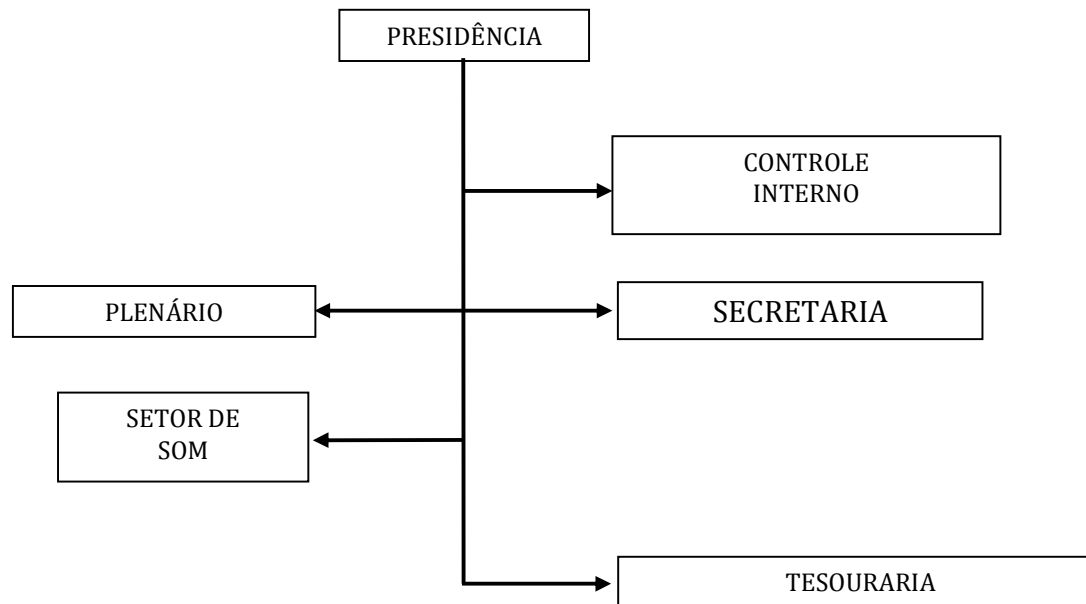 PRESIDÊNCIA
CONTROLE
INTERNO
PLENÁRIO
SECRETARIA
SETOR DE
SOM
TESOURARIA